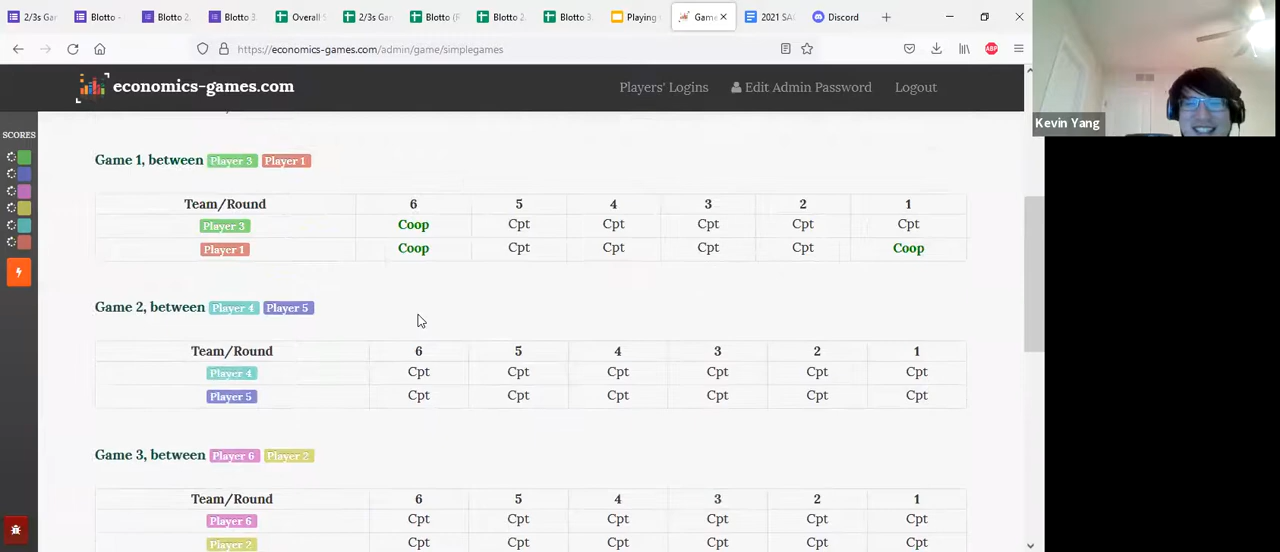 2/3s Gar
Blotto -
Blotto 2.
Blotto 3.
Overall S
2/3s Gar
Blotto (F
Blotto 2.
Blotto 3.
Playing
Game
2021 SA
Discord
https://economics-games.com/admin/game/simplegames
ABP
economics-games.com
Players' Logins
Edit Admin Password
Logout
Kevin Yang
SCORES
Game 1, between Player 3 Player 1
Team/Round 6 5 4 3 2 1
Player 3 Coop Cpt Cpt Cpt Cpt Cpt
Player 1 Coop Cpt Cpt Cpt Cpt Coop
Game 2, between Player 4 Player 5
Team/Round 6 5 4 3 2 1
Player 4 Cpt Cpt Cpt Cpt Cpt Cpt
Player 5 Cpt Cpt Cpt Cpt Cpt Cpt
Game 3, between Player 6 Player 2
Team/Round 6 5 4 3 2 1
Player 6 Cpt Cpt Cpt Cpt Cpt Cpt
Player 2 Cpt Cpt Cpt Cpt Cpt Cpt